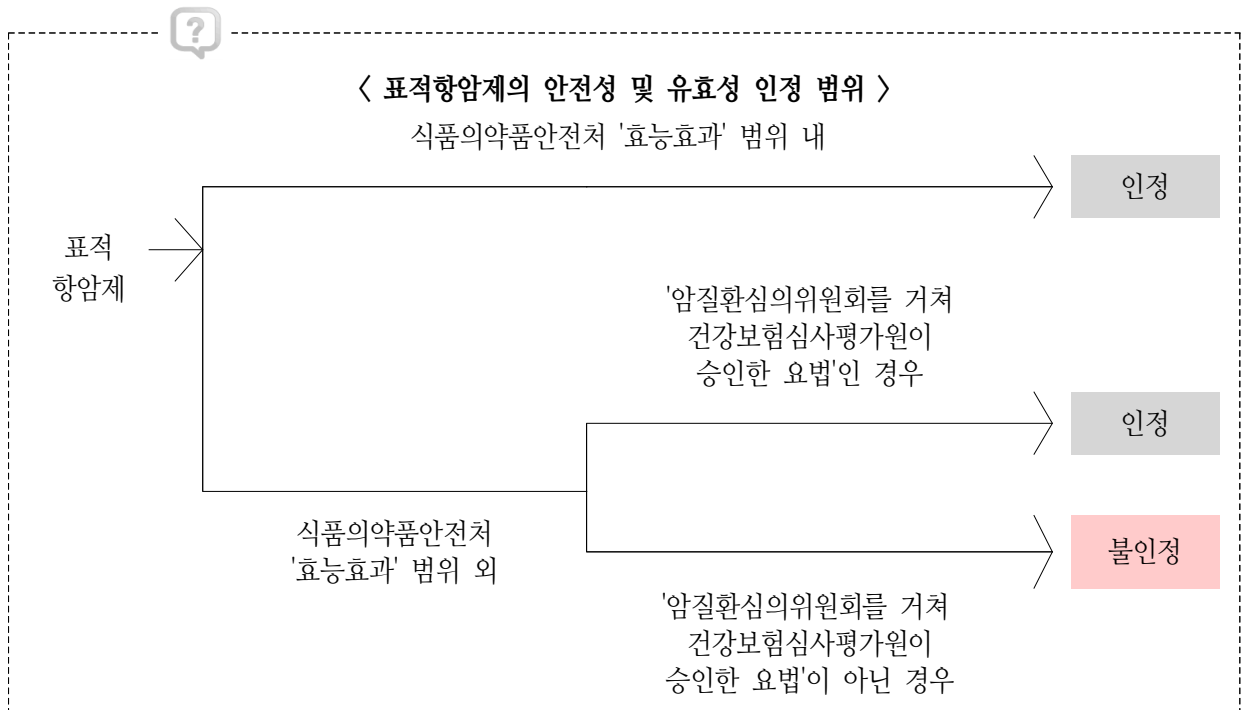 ?
〈 표적항암제의 안전성 및 유효성 인정 범위 〉
식품의약품안전처 '효능효과' 범위 내
인정
표적
항암제
'암질환심의위원회를 거쳐
건강보험심사평가원이
승인한 요법'인 경우
인정
식품의약품안전처
'효능효과' 범위 외
불인정
'암질환심의위원회를 거쳐
건강보험심사평가원이
승인한 요법'이 아닌 경우